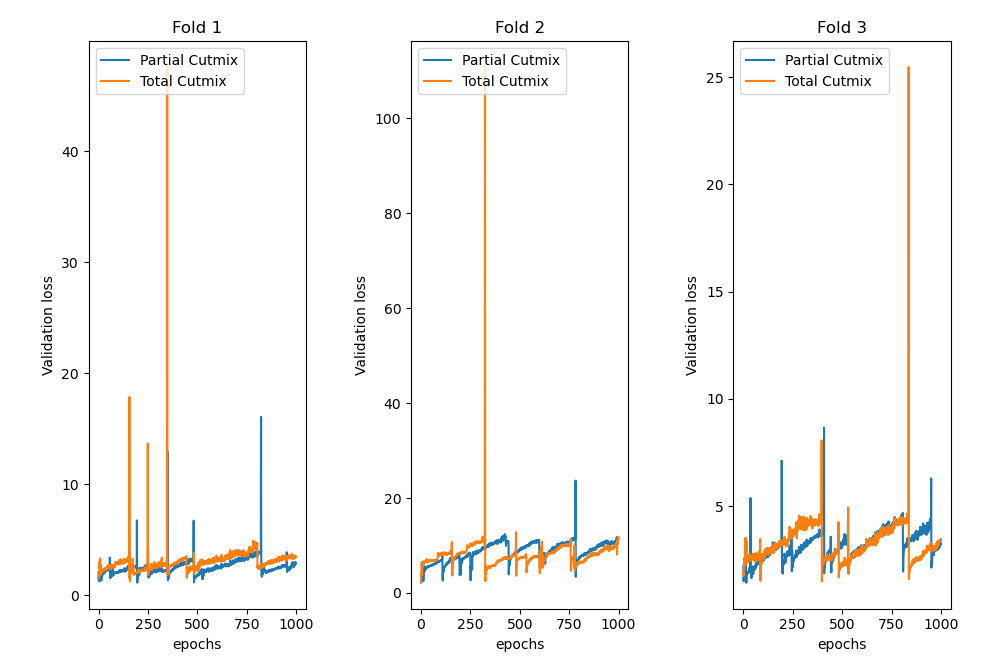 Fold 1
Partial Cutmix
Total Cutmix
Validation loss
40
30
20
10
0
0 250 500 750 1000
epochs
Fold 2
Partial Cutmix
Total Cutmix
Validation loss
100
80
60
40
20
0
0 250 500 750 1000
epochs
Fold 3
Partial Cutmix
Total Cutmix
Validation loss
25
20
15
10
5
0 250 500 750 1000
epochs